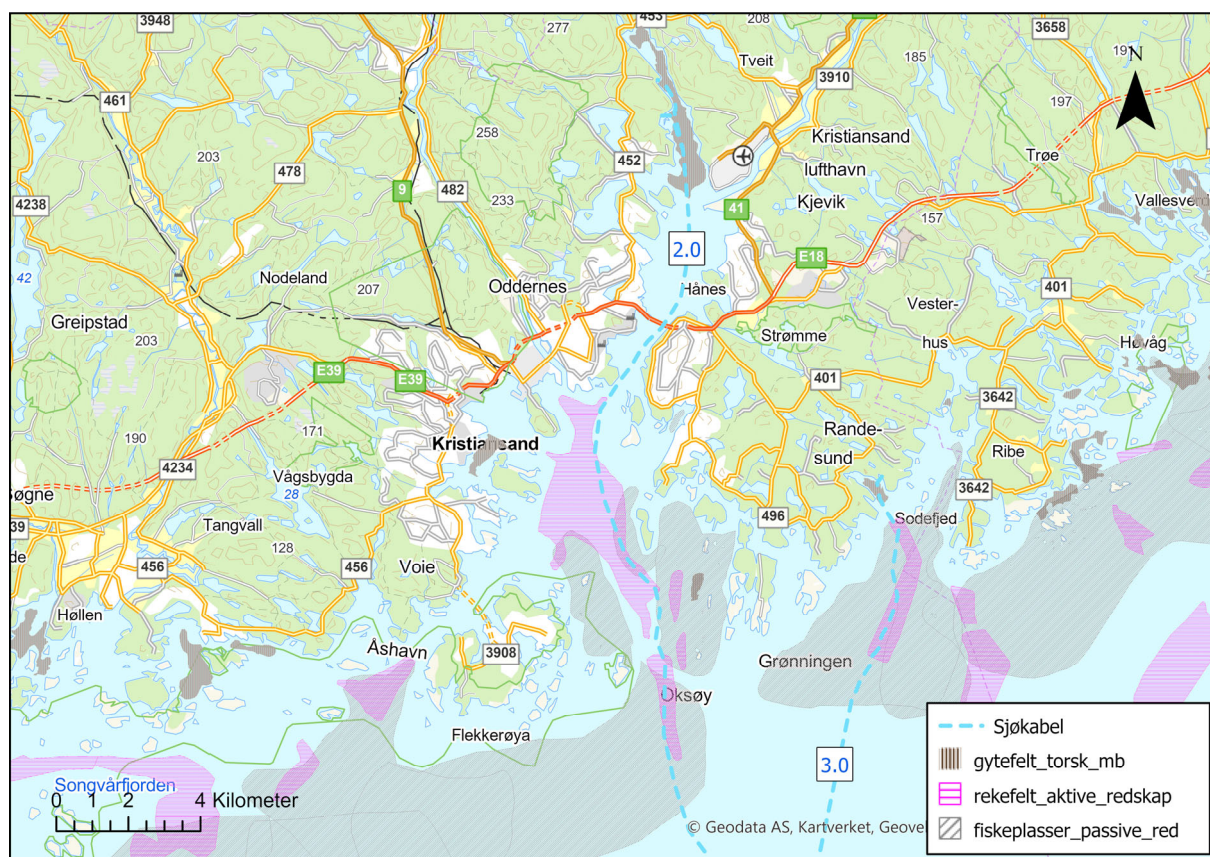 3948
277
453
208
3658
19
Tveit
185
3910
N
461
203
478
258
452
Kristiansand
lufthavn
Kjevik
197
Trøe
4238
9
482
233
41
157
Vallesverd
42
Nodeland
207
Oddernes
2.0
Hånes
E18
Vester-
hus
401
Greipstad
203
E39
E39
Strømme
401
Høvåg
3642
190
171
Kristiansand
Rande-
sund
Ribe
4234
Vågsbygda
28
3642
øgne
39
de
Tangvall
128
496
Sodefjed
456
456
Voie
Høllen
Åshavn
3908
Grønningen
Oksøy
Flekkerøya
3.0
Songvårfjorden
0 1 2 4 Kilometer
© Geodata AS, Kartverket, Geovel
Sjøkabel
gytefelt_torsk_mb
rekefelt_aktive_redskap
fiskeplasser_passive_red